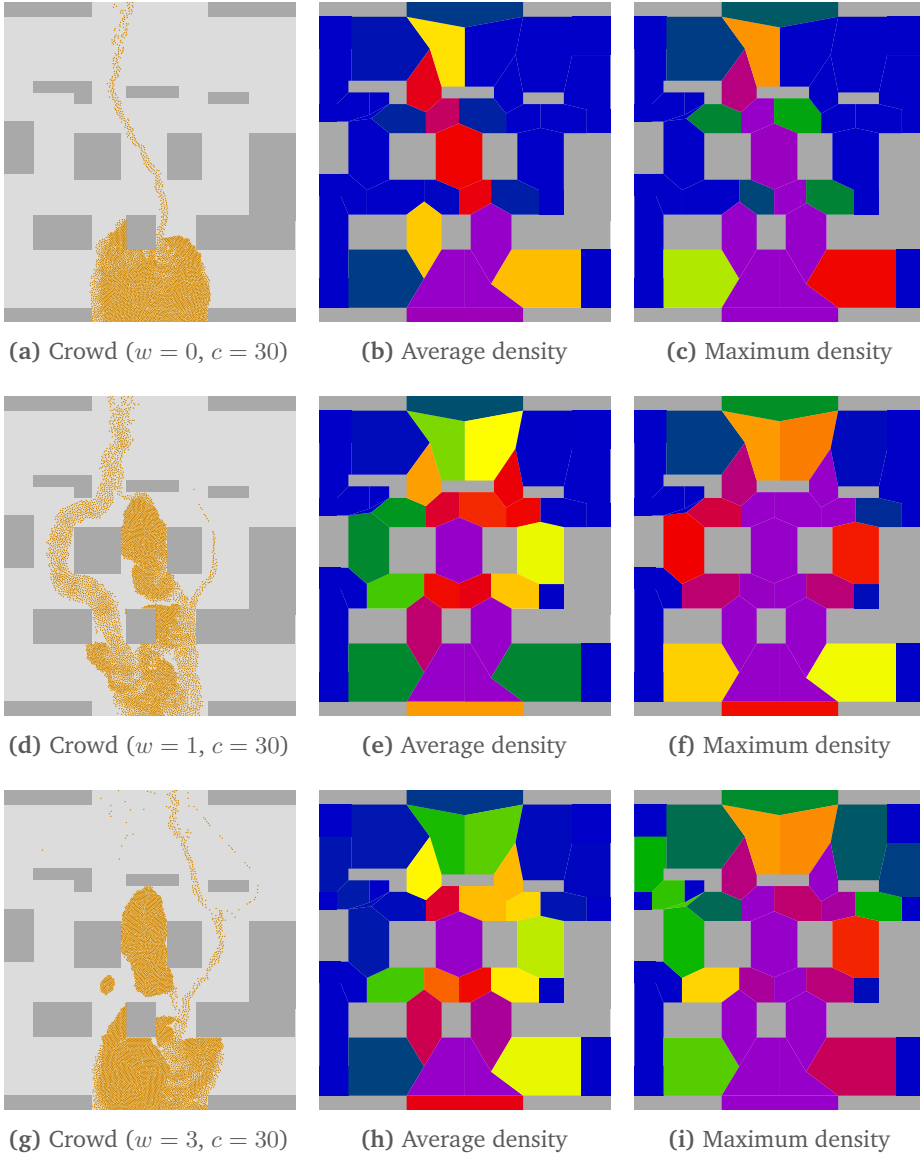 (a) Crowd (w = 0, c = 30)
(b) Average density
(c) Maximum density
(d) Crowd (w = 1, c = 30)
(e) Average density
(f) Maximum density
(g) Crowd (w = 3, c = 30)
(h) Average density
(i) Maximum density